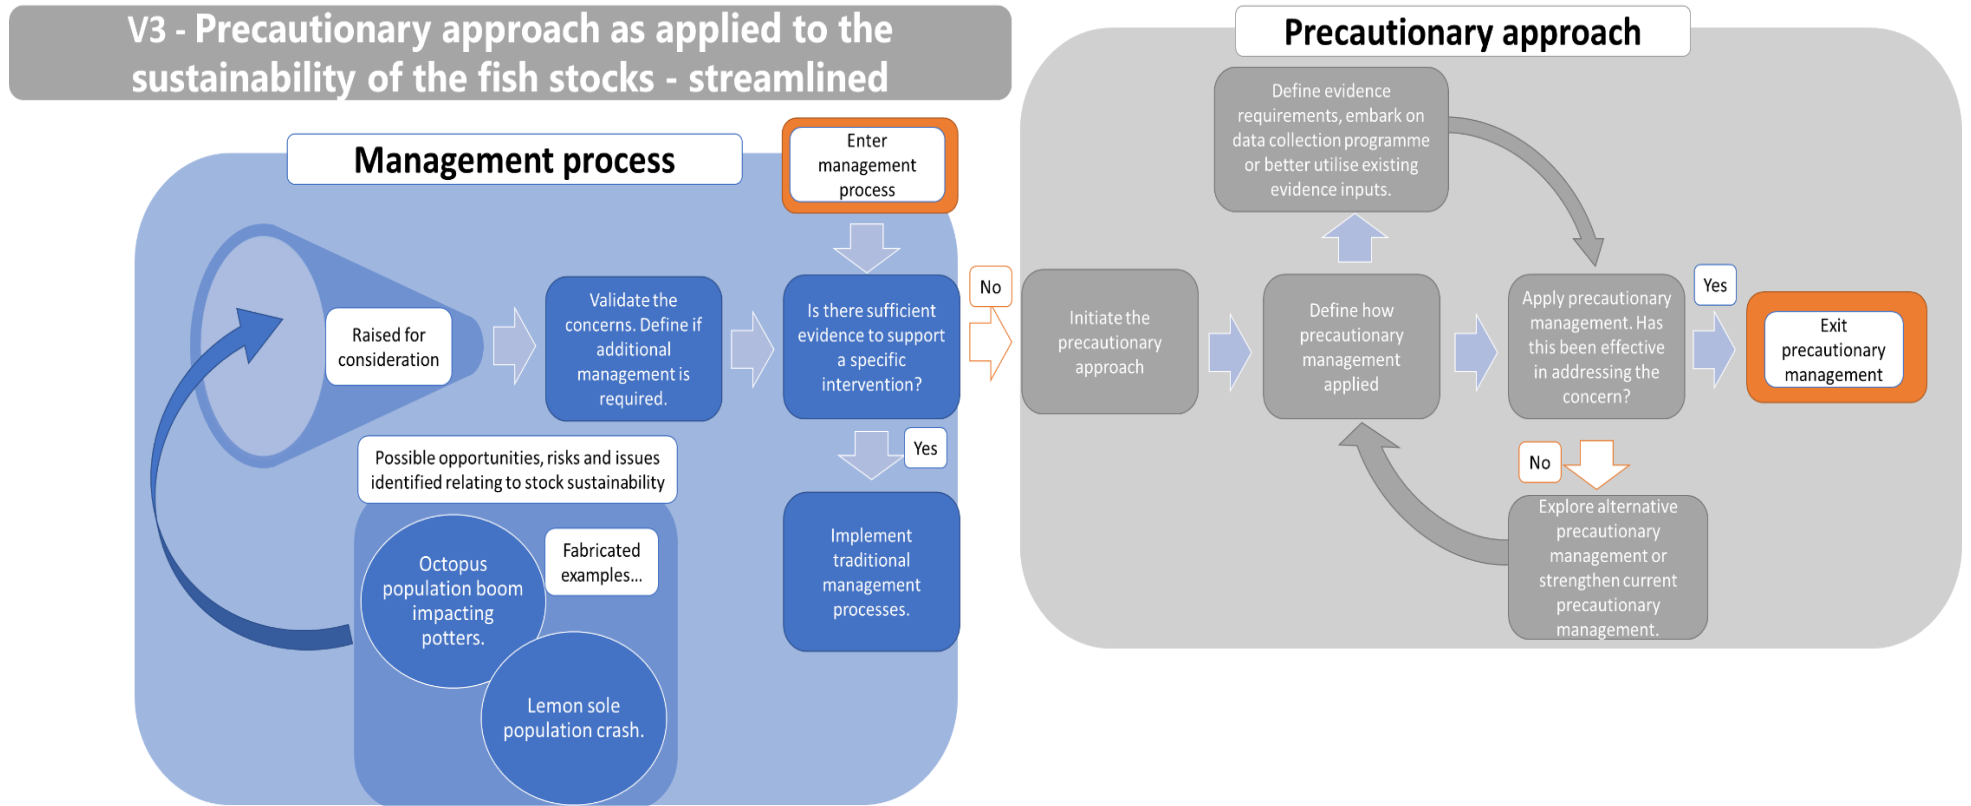 V3 - Precautionary approach as applied to the
sustainability of the fish stocks - streamlined
Management process
Enter
management
process
Raised for
consideration
Validate the
concerns. Define if
additional
management is
required.
Is there sufficient
evidence to support
a specific
intervention?
No
Yes
Implement
traditional
management
processes.
Possible opportunities, risks and issues
identified relating to stock sustainability
Fabricated
examples...
Octopus
population boom
impacting
potters.
Lemon sole
population crash.
Precautionary approach
Define evidence
requirements, embark on
data collection programme
or better utilise existing
evidence inputs.
Initiate the
precautionary
approach
Define how
precautionary
management
applied
Apply precautionary
management. Has
this been effective
in addressing the
concern?
Yes
Exit
precautionary
management
No
Explore alternative
precautionary
management or
strengthen current
precautionary
management.